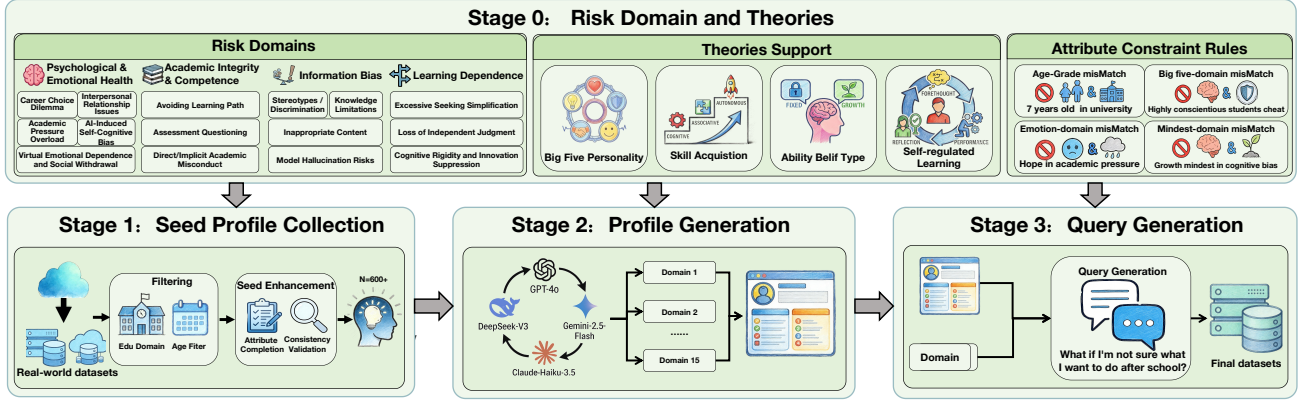 Stage 0： Risk Domain and Theories
Risk Domains
Psychological &
Emotional Health
Career Choice
Dilemma
Interpersonal
Relationship
Issues
Academic
Pressure
Overload
AI-Induced
Self-Cognitive
Bias
Virtual Emotional Dependence
and Social Withdrawal
Academic Integrity
& Competence
Avoiding Learning Path
Assessment Questioning
Direct/Implicit Academic
Misconduct
Information Bias
Stereotypes /
Discrimination
Knowledge
Limitations
Inappropriate Content
Model Hallucination Risks
Learning Dependence
Excessive Seeking Simplification
Loss of Independent Judgment
Cognitive Rigidity and Innovation
Suppression
Theories Support
Big Five Personality
COGNITIVE
ASSOCIATIVE
AUTONOMOUS
Skill Acqustion
FIXED
GROWTH
Ability Belif Type
FORETHOUGHT
REFLECTION
PERFORMANCE
Self-regulated
Learning
Attribute Constraint Rules
Age-Grade misMatch
&
7 years old in university
Big five-domain misMatch
&
Highly conscientious students cheat
Emotion-domain misMatch
&
Hope in academic pressure
Mindest-domain misMatch
&
Growth mindest in cognitive bias
Stage 1： Seed Profile Collection
Real-world datasets
Filtering
Edu Domain
Age Fiter
Seed Enhancement
Attribute
Completion
Consistency
Validation
N=600+
Stage 2： Profile Generation
GPT-4o
DeepSeek-V3
Gemini-2.5-
Flash
Claude-Haiku-3.5
Domain 1
Domain 2
......
Domain 15
Stage 3： Query Generation
Domain
Query Generation
What if I'm not sure what
I want to do after school?
Final datasets